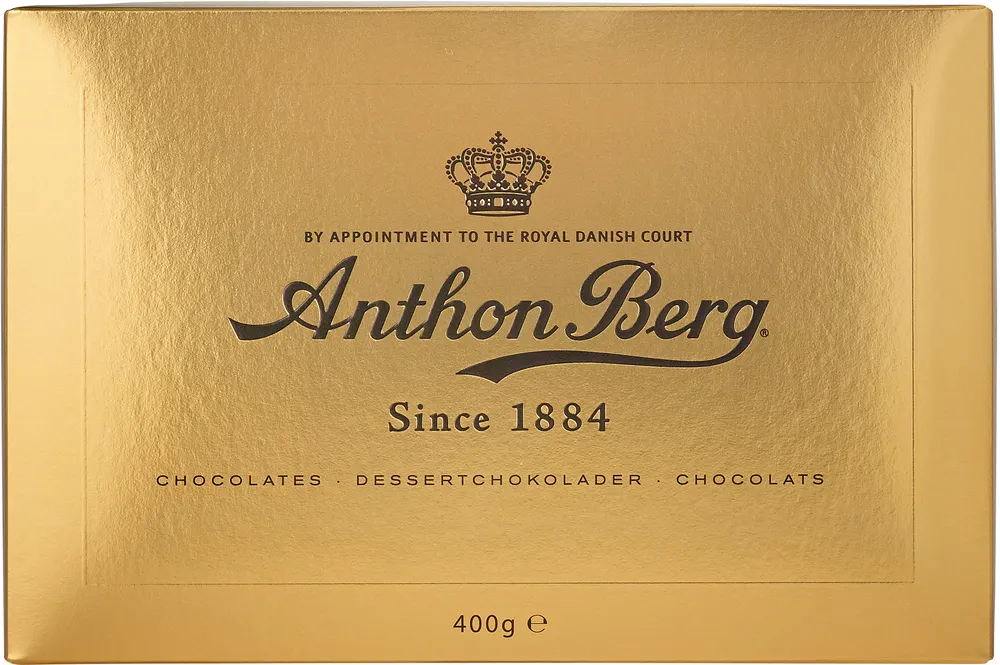 BY APPOINTMENT TO THE ROYAL DANISH COURT
Anthon Berg®
Since 1884
CHOCOLATES · DESSERTCHOKOLADER · CHOCOLATS
400g ℮